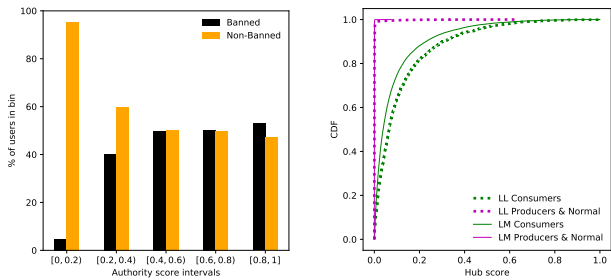 100
80
60
40
20
0
% of users in bin
Banned
Non-Banned
[0, 0.2) [0.2, 0.4) [0.4, 0.6) [0.6, 0.8) [0.8, 1]
Authority score intervals
1.0
0.8
0.6
0.4
0.2
0.0
CDF
LL Consumers
LL Producers & Normal
LM Consumers
LM Producers & Normal
0.0 0.2 0.4 0.6 0.8 1.0
Hub score